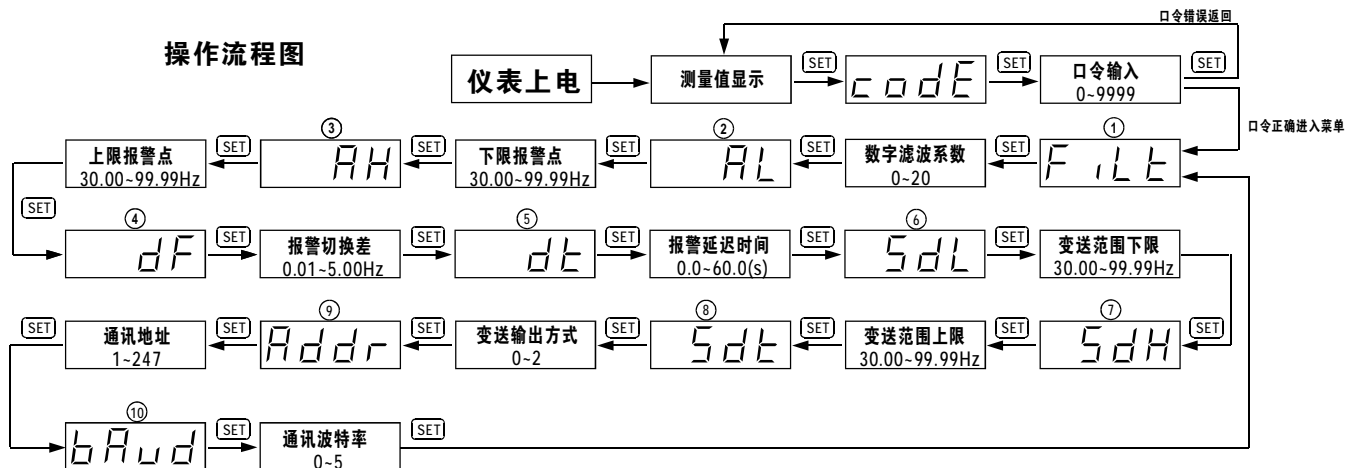 口令错误返回
操作流程图
仪表上电
测量值显示
SET
codE
SET
口令输入
0~9999
SET
口令正确进入菜单
①
FiLt
SET
数字滤波系数
0~20
SET
②
AL
SET
下限报警点
30.00~99.99Hz
SET
③
AH
SET
上限报警点
30.00~99.99Hz
SET
④
dF
SET
报警切换差
0.01~5.00Hz
SET
⑤
dt
SET
报警延迟时间
0.0~60.0(s)
SET
⑥
SdL
SET
变送范围下限
30.00~99.99Hz
SET
⑦
SdH
SET
变送范围上限
30.00~99.99Hz
SET
⑧
Sdt
SET
变送输出方式
0~2
SET
⑨
Addr
SET
通讯地址
1~247
SET
⑩
bAud
SET
通讯波特率
0~5
SET